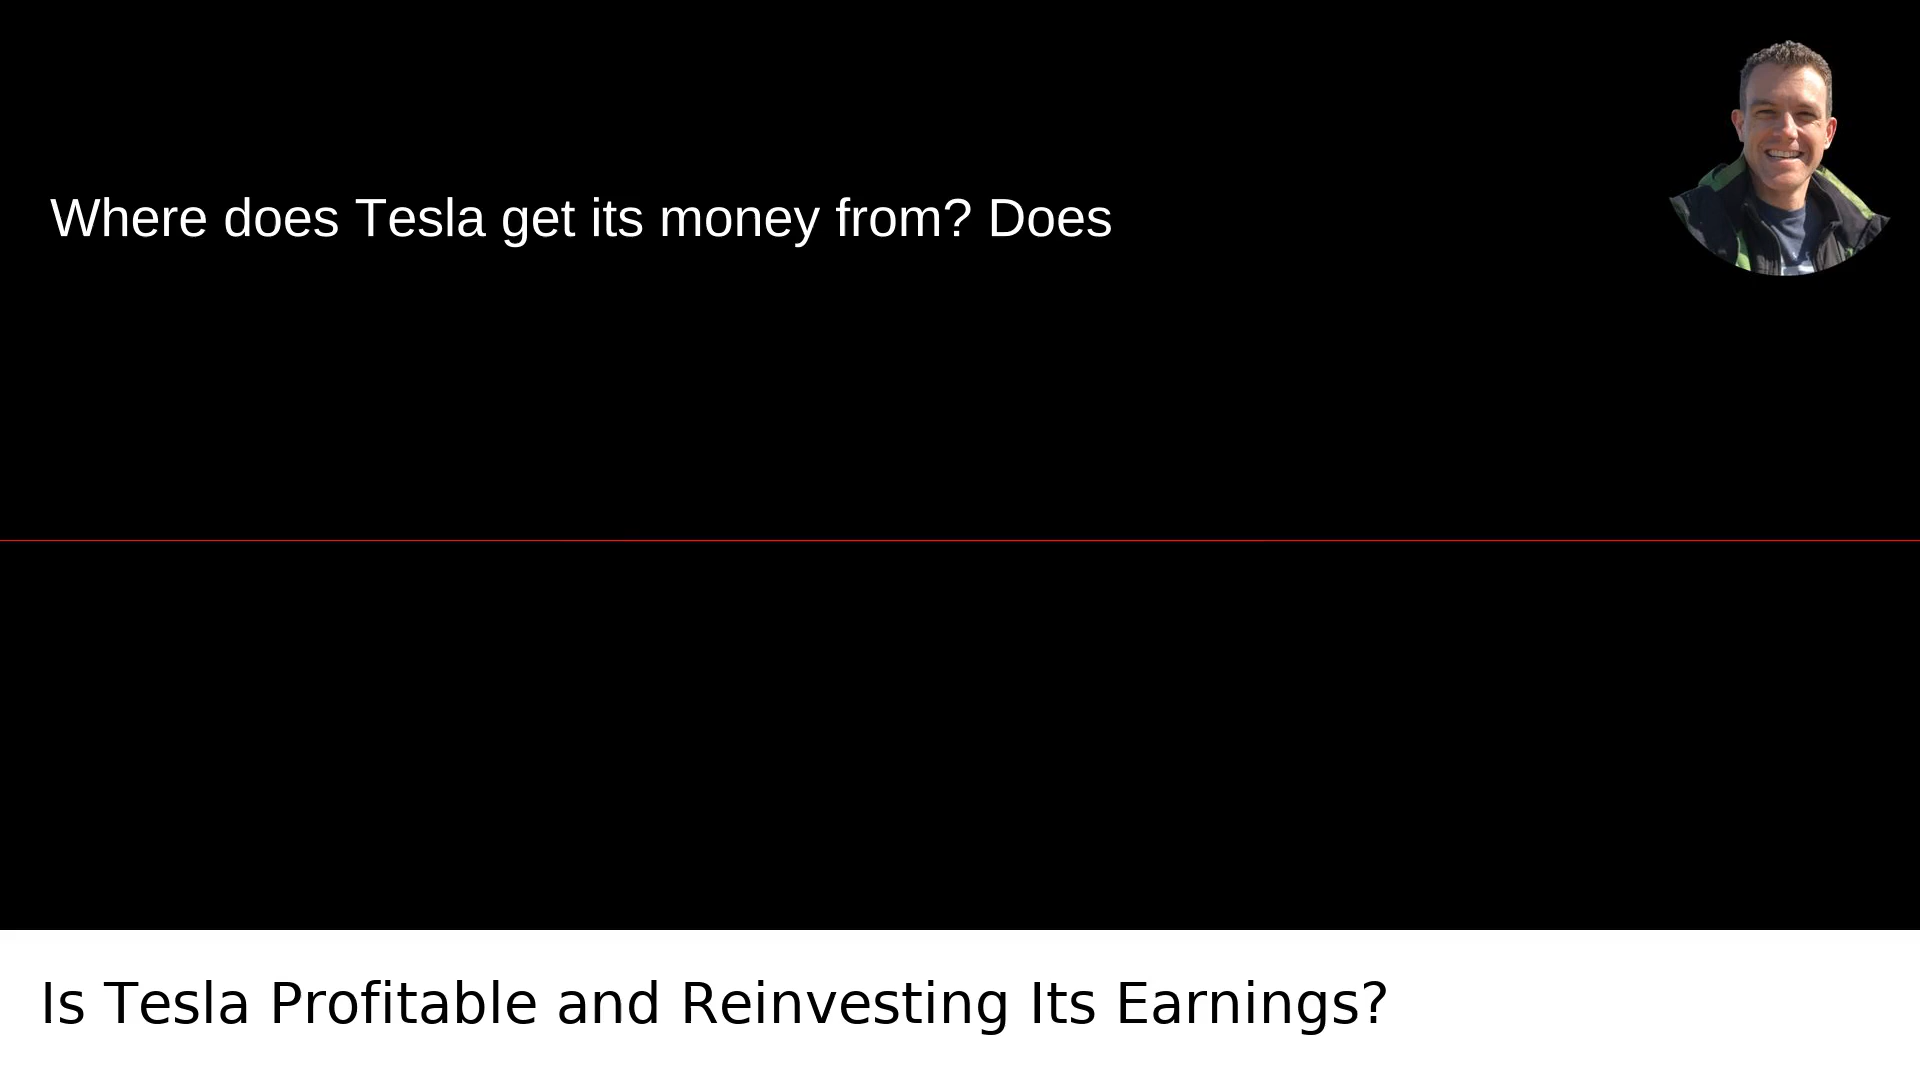 Where does Tesla get its money from? Does
Is Tesla Profitable and Reinvesting Its Earnings?